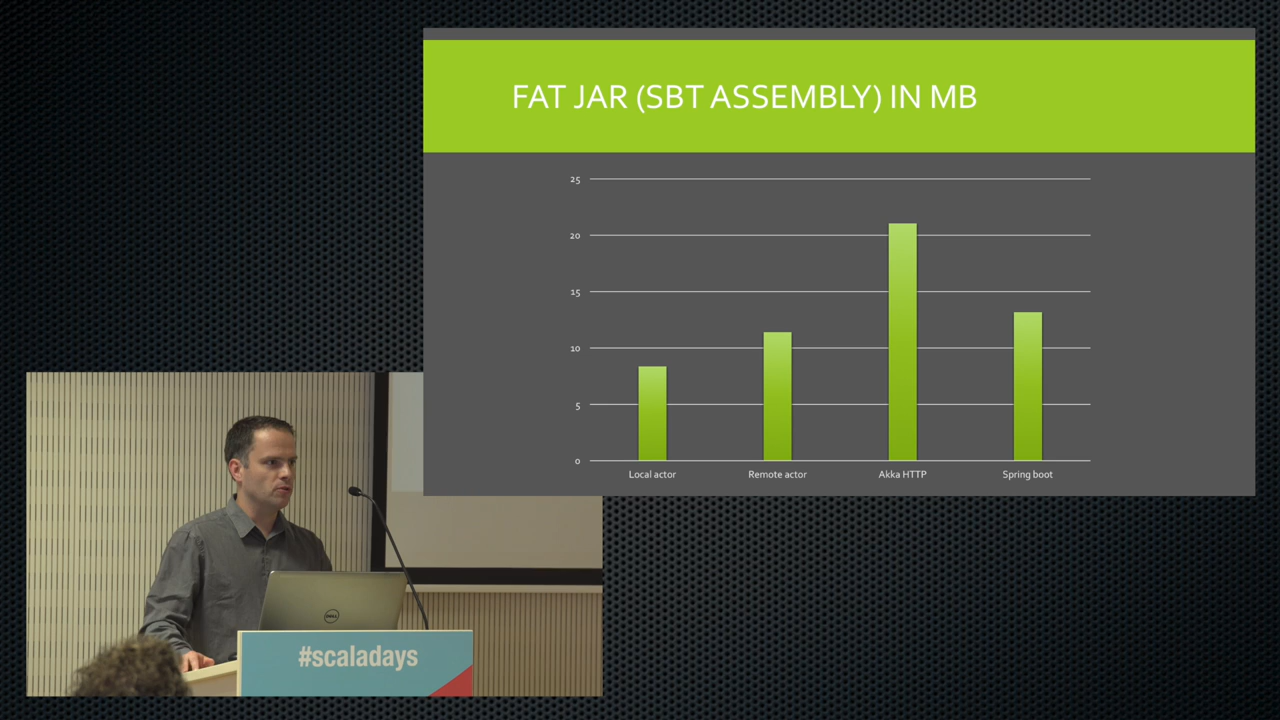 FAT JAR (SBT ASSEMBLY) IN MB
25
20
15
10
5
0
Local actor
Remote actor
Akka HTTP
Spring boot
DELL
#scaladays